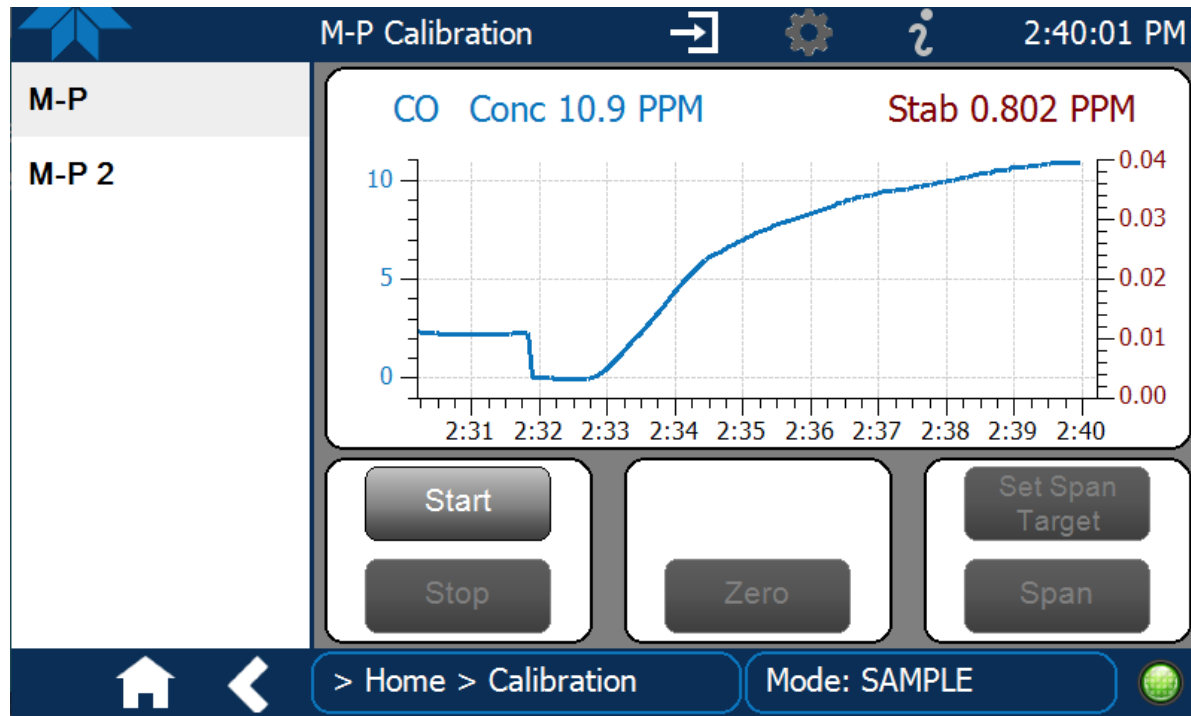 M-P Calibration
2:40:01 PM
M-P
M-P 2
CO Conc 10.9 PPM
Stab 0.802 PPM
10
5
0
0.04
0.03
0.02
0.01
0.00
2:31 2:32 2:33 2:34 2:35 2:36 2:37 2:38 2:39 2:40
Start
Stop
Zero
Set Span
Target
Span
> Home > Calibration
Mode: SAMPLE